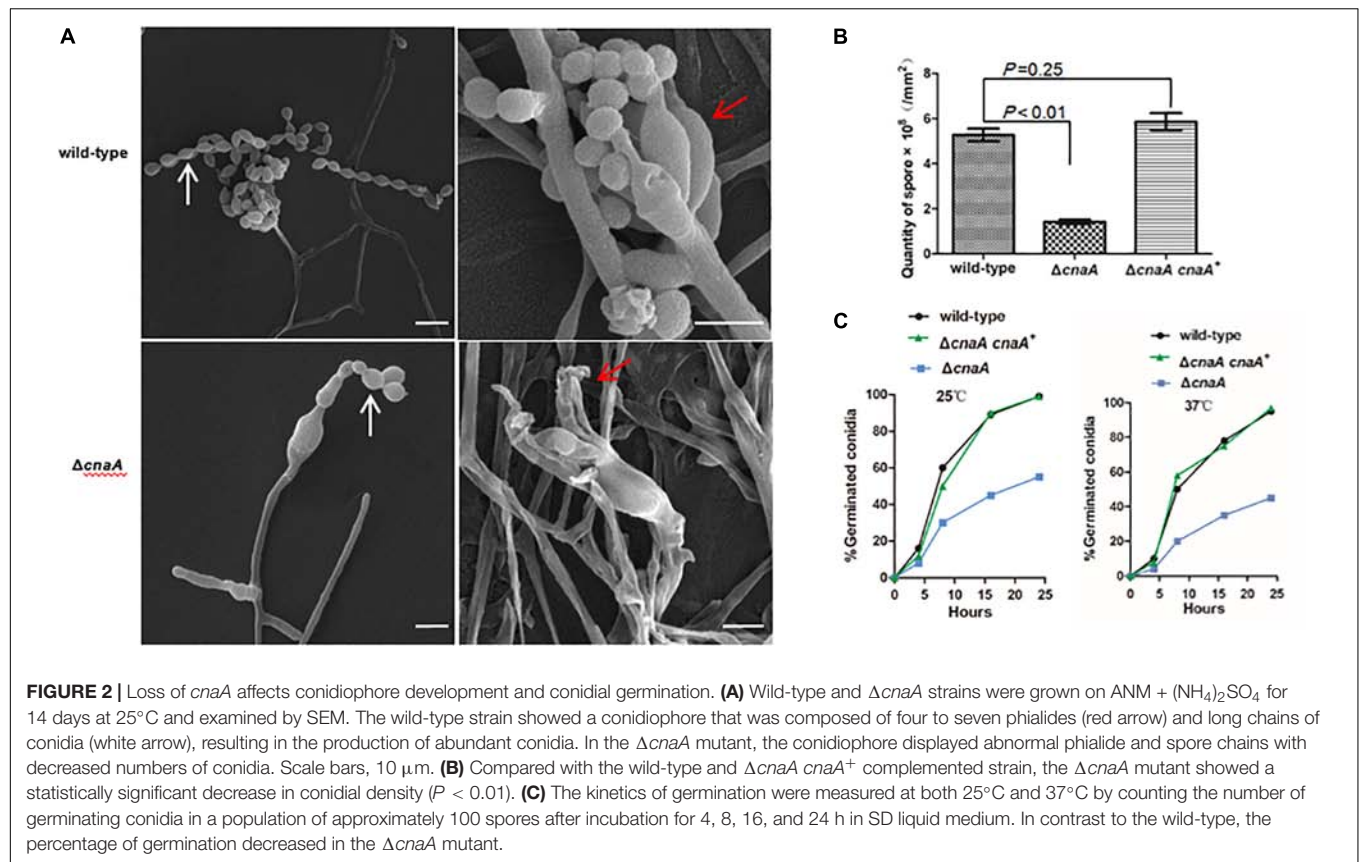 A
wild-type
ΔcnaA
B
Quantity of spore × 10⁵ (/mm²)
8
6
4
2
0
P=0.25
P< 0.01
wild-type
ΔcnaA
ΔcnaA cnaA⁺
C
wild-type
ΔcnaA cnaA⁺
ΔcnaA
25℃
%Germinated conidia
100
80
60
40
20
0
0 5 10 15 20 25
Hours
wild-type
ΔcnaA cnaA⁺
ΔcnaA
37℃
%Germinated conidia
100
80
60
40
20
0
0 5 10 15 20 25
Hours
FIGURE 2 | Loss of cnaA affects conidiophore development and conidial germination. (A) Wild-type and ΔcnaA strains were grown on ANM + (NH₄)₂SO₄ for
14 days at 25°C and examined by SEM. The wild-type strain showed a conidiophore that was composed of four to seven phialides (red arrow) and long chains of
conidia (white arrow), resulting in the production of abundant conidia. In the ΔcnaA mutant, the conidiophore displayed abnormal phialide and spore chains with
decreased numbers of conidia. Scale bars, 10 μm. (B) Compared with the wild-type and ΔcnaA cnaA⁺ complemented strain, the ΔcnaA mutant showed a
statistically significant decrease in conidial density (P < 0.01). (C) The kinetics of germination were measured at both 25°C and 37°C by counting the number of
germinating conidia in a population of approximately 100 spores after incubation for 4, 8, 16, and 24 h in SD liquid medium. In contrast to the wild-type, the
percentage of germination decreased in the ΔcnaA mutant.